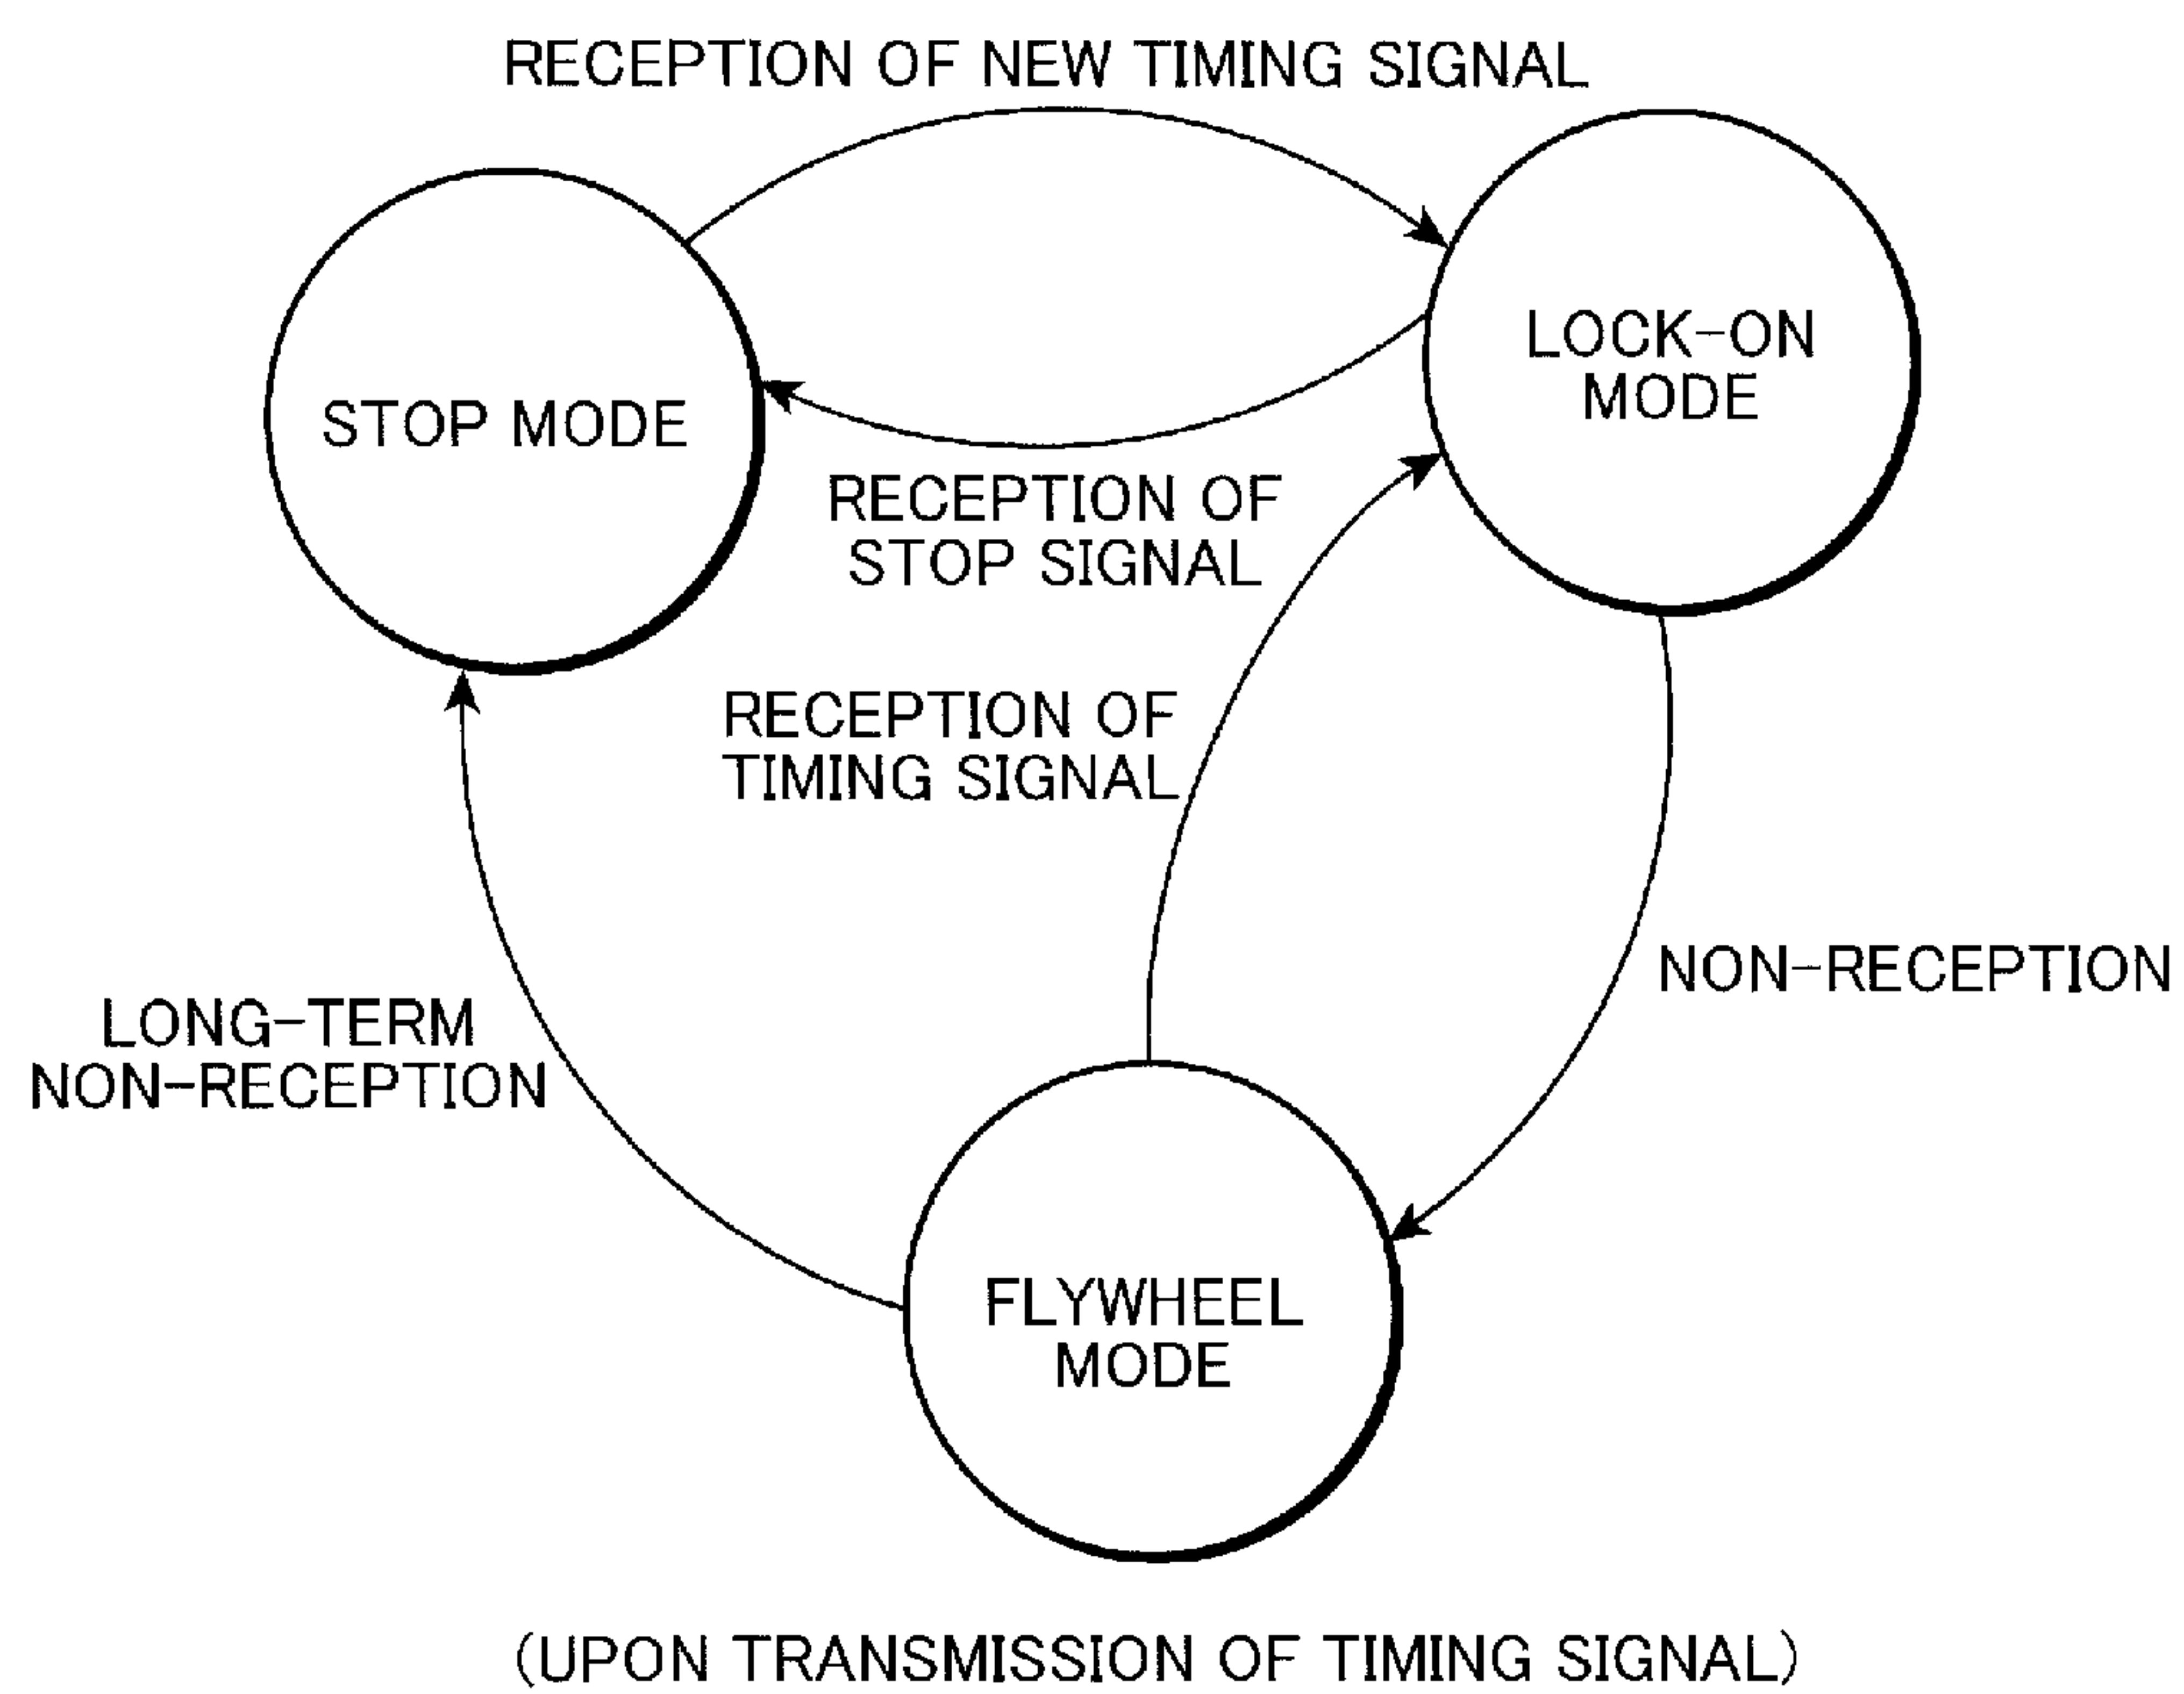 RECEPTION OF NEW TIMING SIGNAL
LOCK-ON
MODE
STOP MODE
RECEPTION OF
STOP SIGNAL
RECEPTION OF
TIMING SIGNAL
NON-RECEPTION
LONG-TERM
NON-RECEPTION
FLYWHEEL
MODE
(UPON TRANSMISSION OF TIMING SIGNAL)